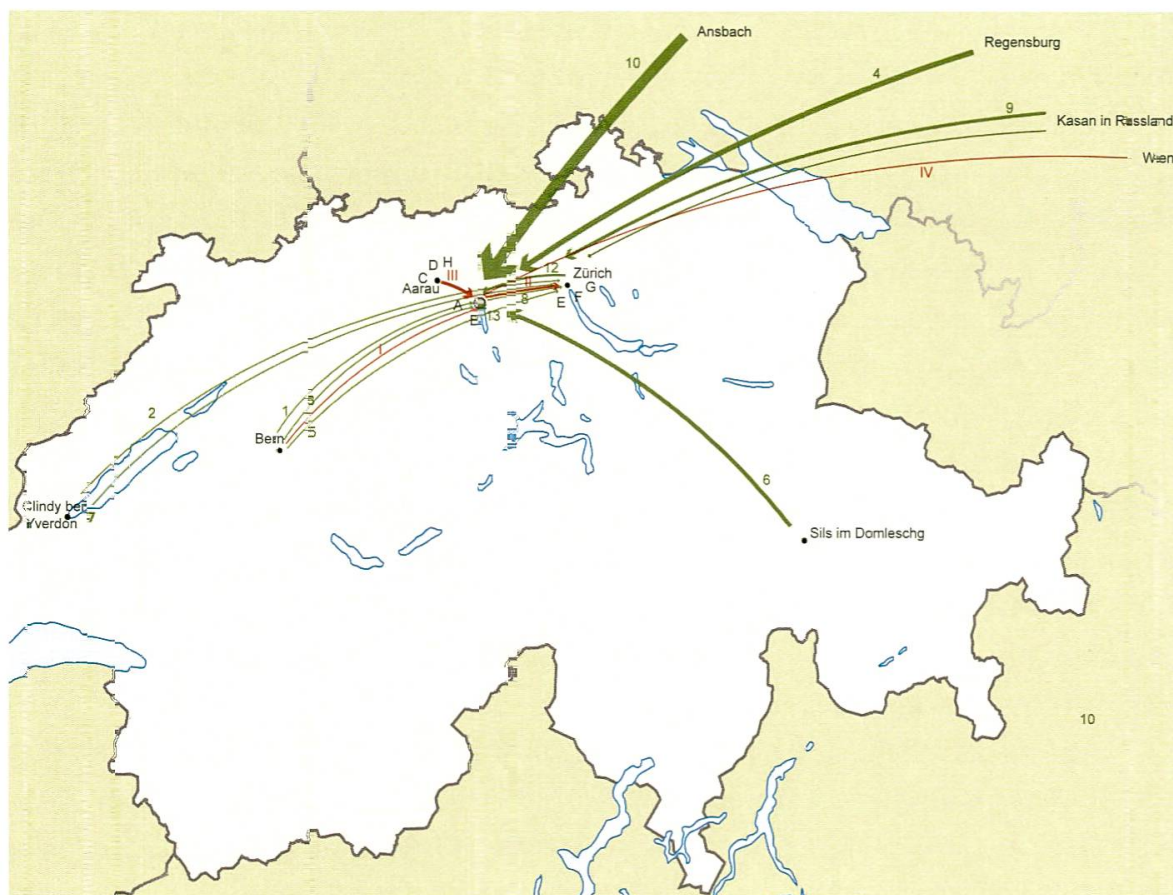 Ansbach
Regensburg
10
4
9
Kasan in Russland
Wien
IV
D H
III
C
Aarau
12
Zürich
II
G
A
8
E F
E
13
I
2
1
3
Bern
5
6
Clindy bei
Yverdon
7
Sils im Domleschg
10